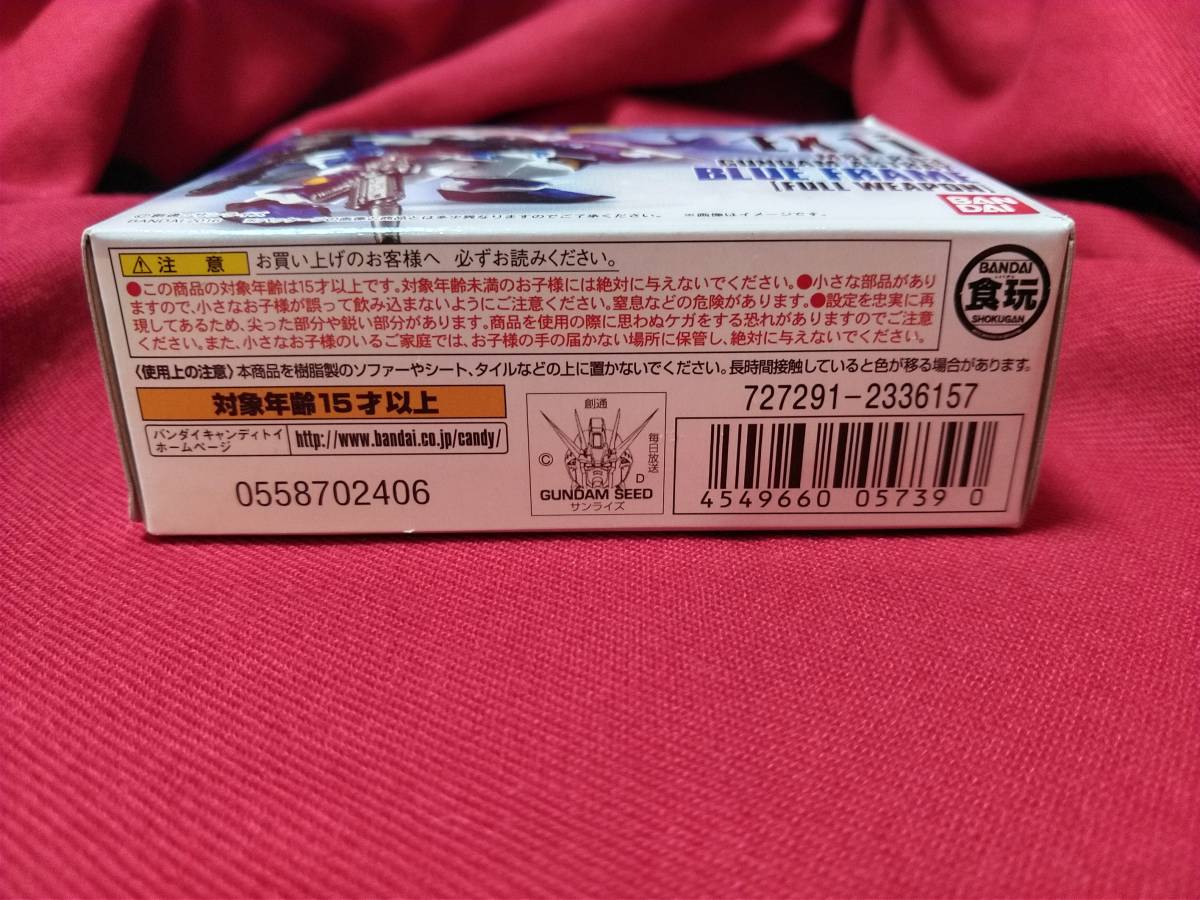 GUNDAM ASTRAY
BLUE FRAME
[FULL WEAPON]
BAN
DAI
※画像はイメージです。
⚠注 意 お買い上げのお客様へ 必ずお読みください。
●この商品の対象年齢は15才以上です。対象年齢未満のお子様には絶対に与えないでください。●小さな部品があり
ますので、小さなお子様が誤って飲み込まないようにご注意ください。窒息などの危険があります。●設定を忠実に再
現してあるため、尖った部分や鋭い部分があります。商品を使用の際に思わぬケガをする恐れがありますのでご注意
ください。また、小さなお子様のいるご家庭では、お子様の手の届かない場所に保管し、絶対に与えないでください。
BANDAI
食玩
SHOKUGAN
〈使用上の注意〉本商品を樹脂製のソファーやシート、タイルなどの上に置かないでください。長時間接触していると色が移る場合があります。
対象年齢15才以上
バンダイキャンディトイ
ホームページ
http://www.bandai.co.jp/candy/
0558702406
創通
©
毎日放送
D
GUNDAM SEED
サンライズ
727291-2336157
4549660 05739 0